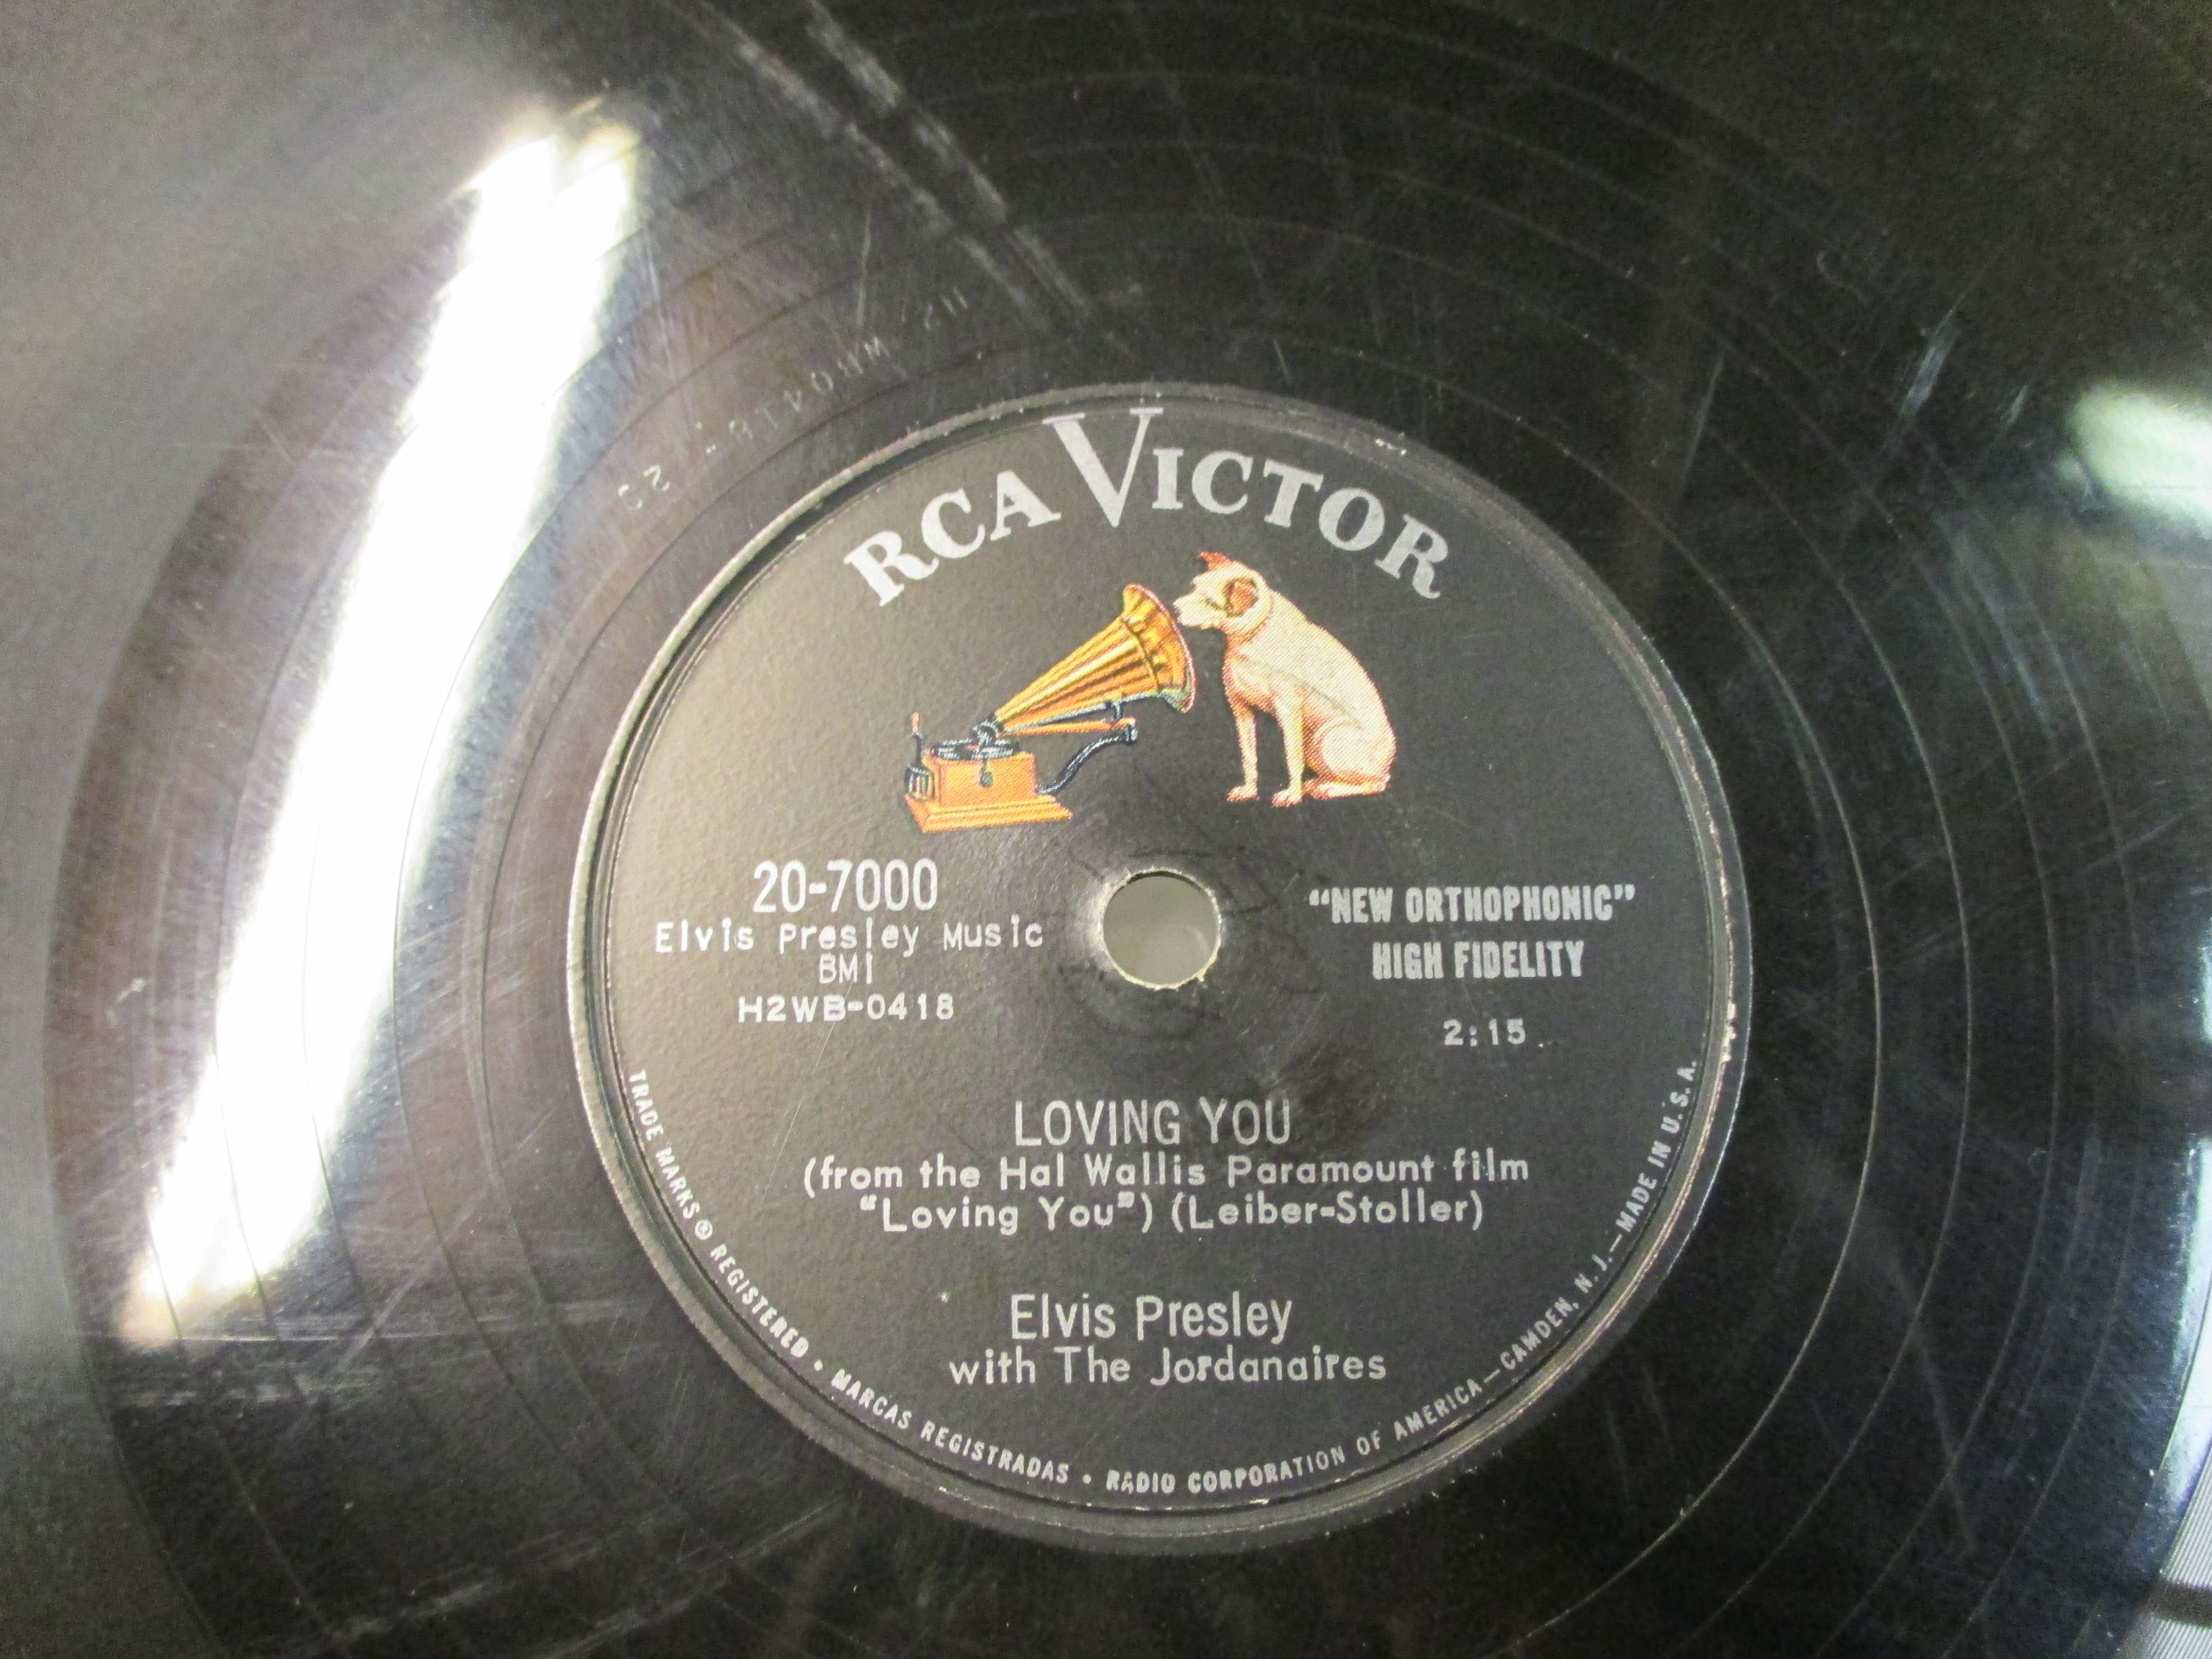 RCA VICTOR
20-7000
Elvis Presley Music
BMI
H2WB-0418
"NEW ORTHOPHONIC"
HIGH FIDELITY
2:15
LOVING YOU
(from the Hal Wallis Paramount film
"Loving You") (Leiber-Stoller)
Elvis Presley
with The Jordanaires
TRADE MARKS ® REGISTERED • MARCAS REGISTRADAS • RADIO CORPORATION OF AMERICA—CAMDEN, N. J.—MADE IN U. S. A.